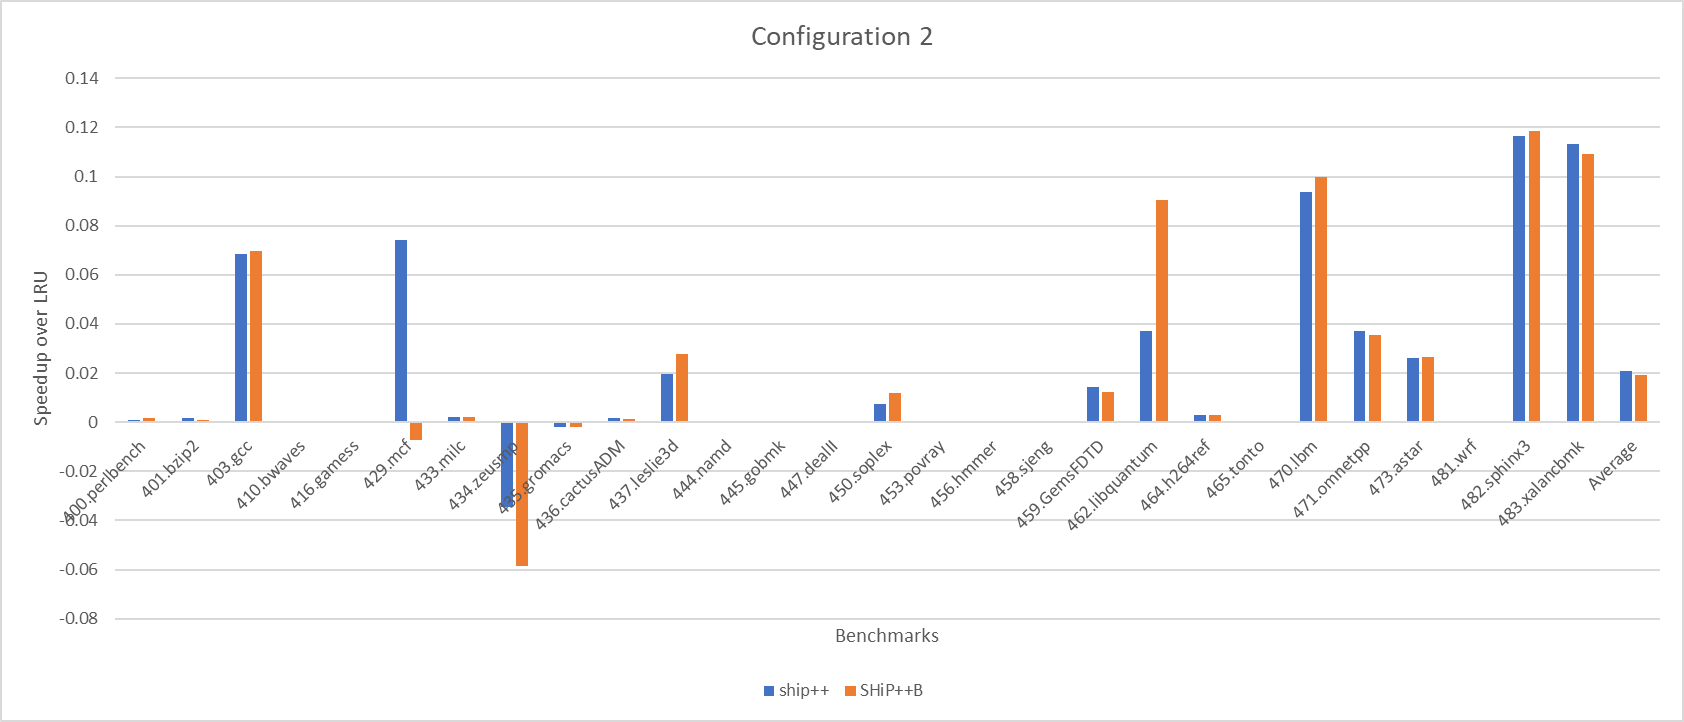 Configuration 2
0.14
0.12
0.1
0.08
0.06
0.04
0.02
0
-0.02
-0.04
-0.06
-0.08
Speedup over LRU
400.perlbench
401.bzip2
403.gcc
410.bwaves
416.gamess
429.mcf
433.milc
434.zeusmp
435.gromacs
436.cactusADM
437.leslie3d
444.namd
445.gobmk
447.dealII
450.soplex
453.povray
456.hmmer
458.sjeng
459.GemsFDTD
462.libquantum
464.h264ref
465.tonto
470.lbm
471.omnetpp
473.astar
481.wrf
482.sphinx3
483.xalancbmk
Average
Benchmarks
ship++
SHiP++B